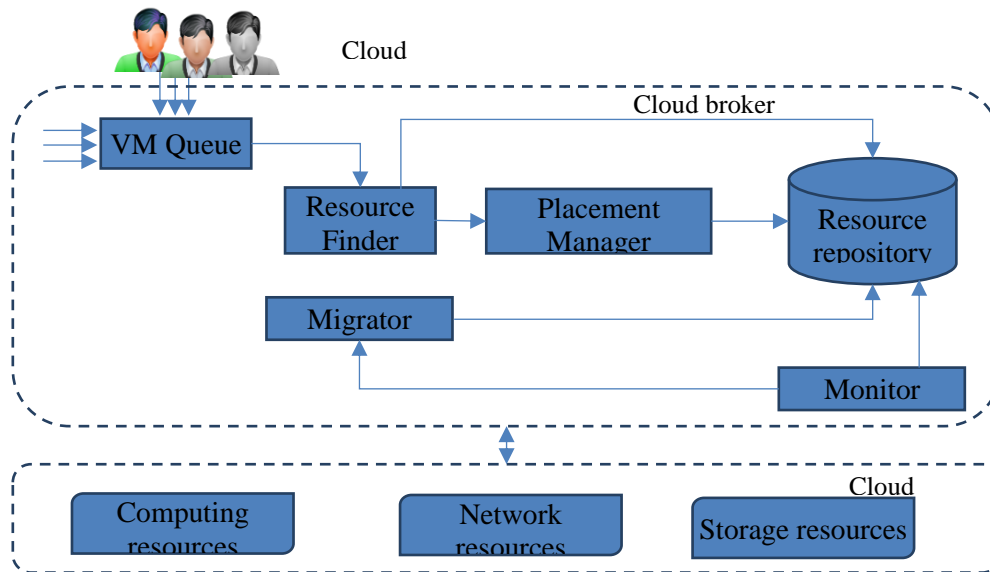 Cloud
Cloud broker
VM Queue
Resource
Finder
Placement
Manager
Resource
repository
Migrator
Monitor
Cloud
Computing
resources
Network
resources
Storage resources